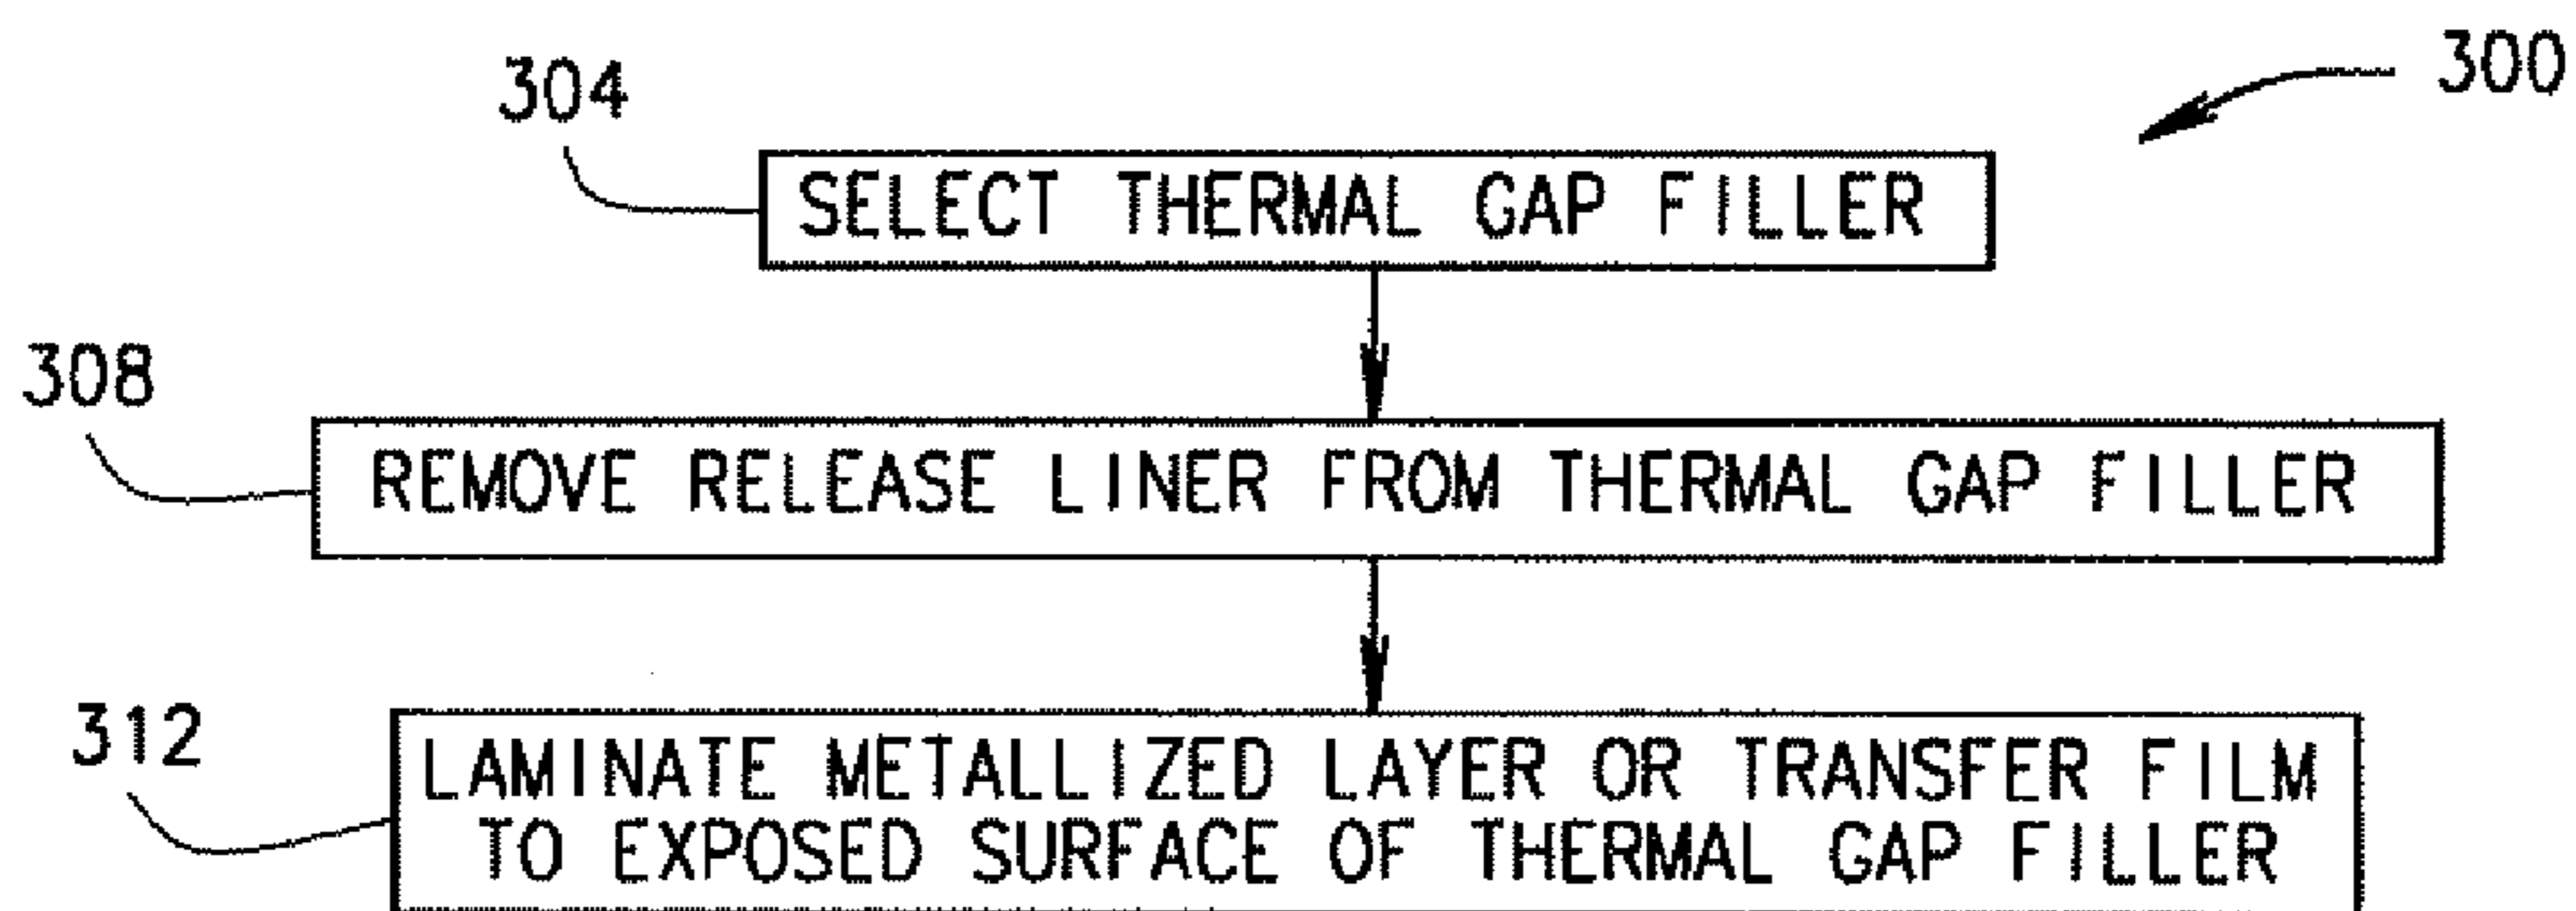 304
300
SELECT THERMAL GAP FILLER
308
REMOVE RELEASE LINER FROM THERMAL GAP FILLER
312
LAMINATE METALLIZED LAYER OR TRANSFER FILM
TO EXPOSED SURFACE OF THERMAL GAP FILLER